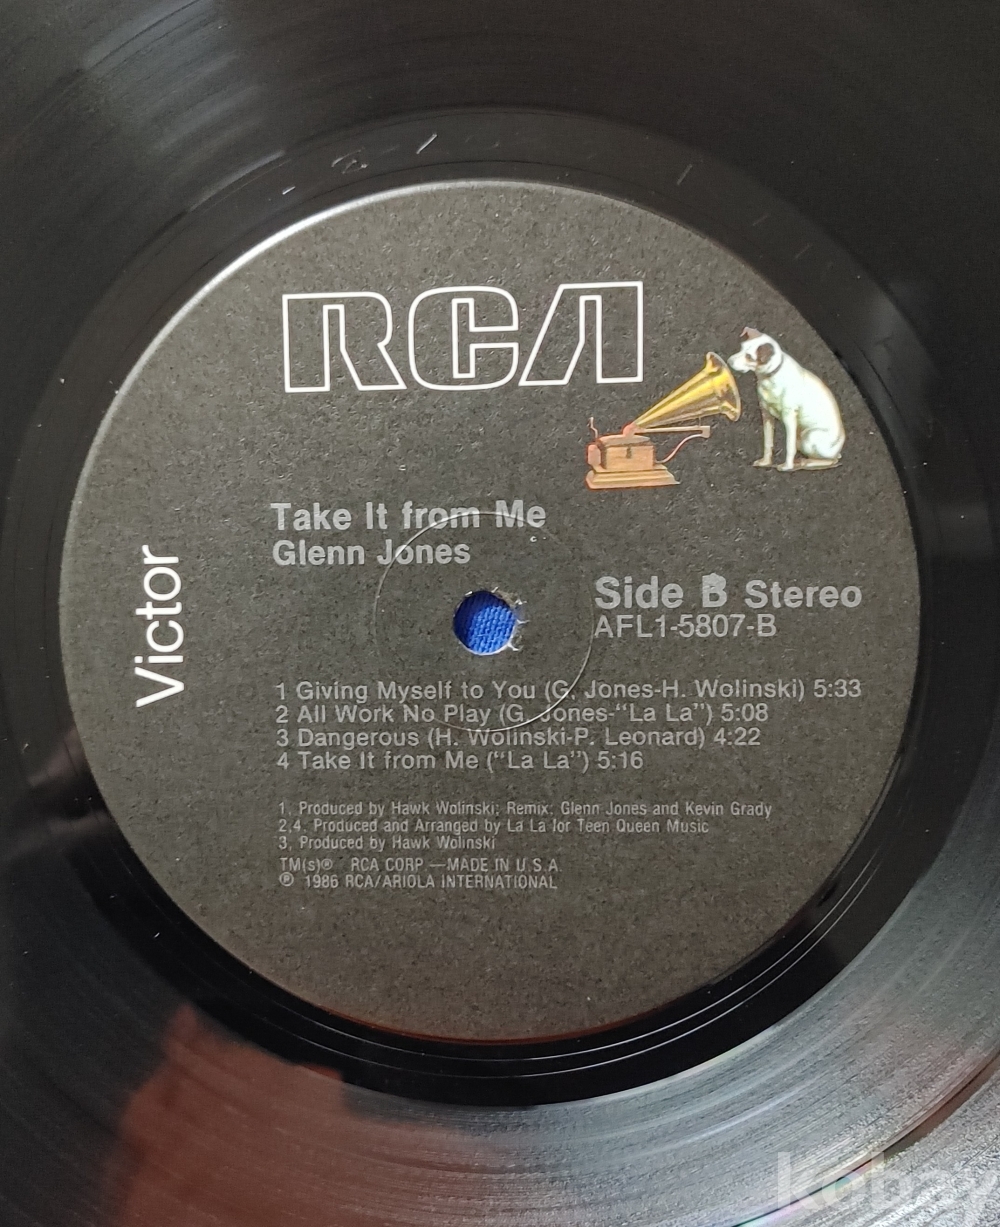 RCA
Victor
Take It from Me
Glenn Jones
Side B Stereo
AFL1-5807-B
1 Giving Myself to You (G. Jones-H. Wolinski) 5:33
2 All Work No Play (G. Jones-“La La”) 5:08
3 Dangerous (H. Wolinski-P. Leonard) 4:22
4 Take It from Me (“La La”) 5:16
1. Produced by Hawk Wolinski; Remix: Glenn Jones and Kevin Grady
2,4. Produced and Arranged by La La for Teen Queen Music
3. Produced by Hawk Wolinski
TM(s)® RCA CORP —MADE IN U.S.A.
℗ 1986 RCA/ARIOLA INTERNATIONAL